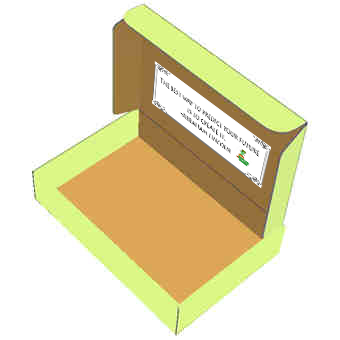 THE BEST WAY TO PREDICT YOUR FUTURE
IS TO CREATE IT.
-ABRAHAM LINCOLN